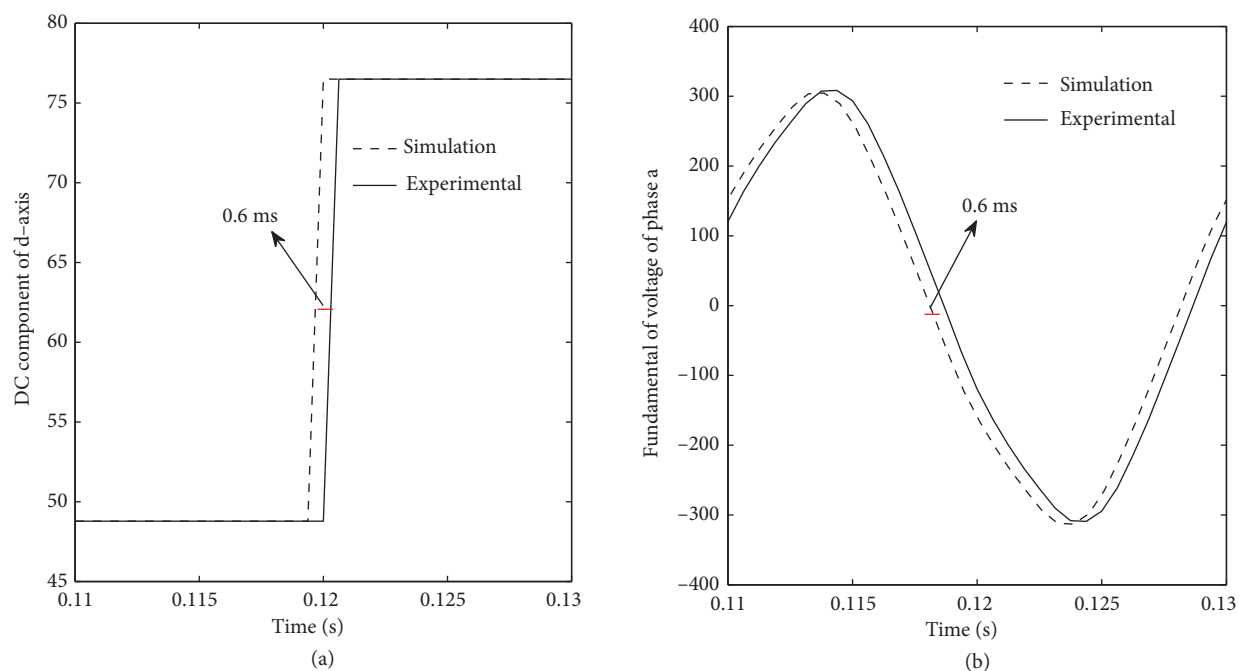 80
75
70
65
60
55
50
45
DC component of d–axis
0.6 ms
Simulation
Experimental
0.11
0.115
0.12
0.125
0.13
Time (s)
(a)
400
300
200
100
0
–100
–200
–300
–400
Fundamental of voltage of phase a
Simulation
Experimental
0.6 ms
0.11
0.115
0.12
0.125
0.13
Time (s)
(b)